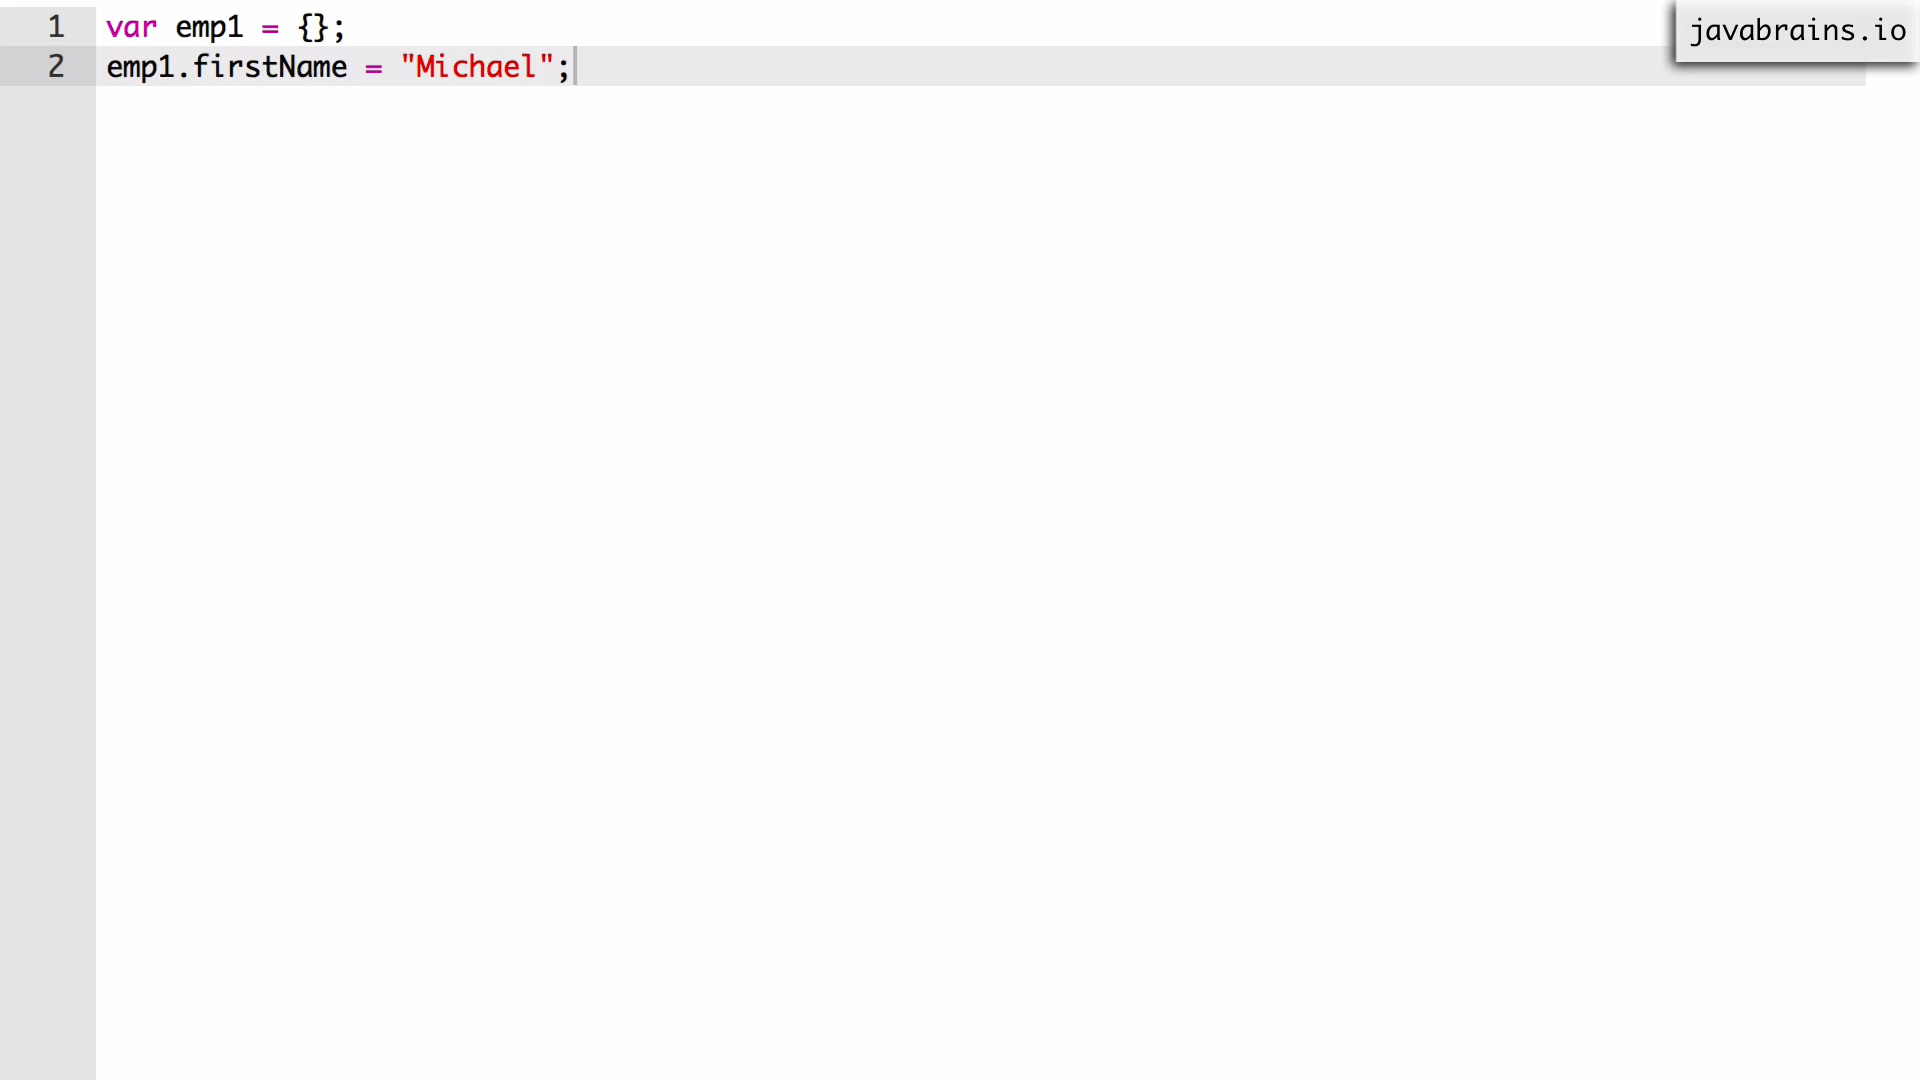 1 var emp1 = {};
2 emp1.firstName = "Michael";
javabrains.io